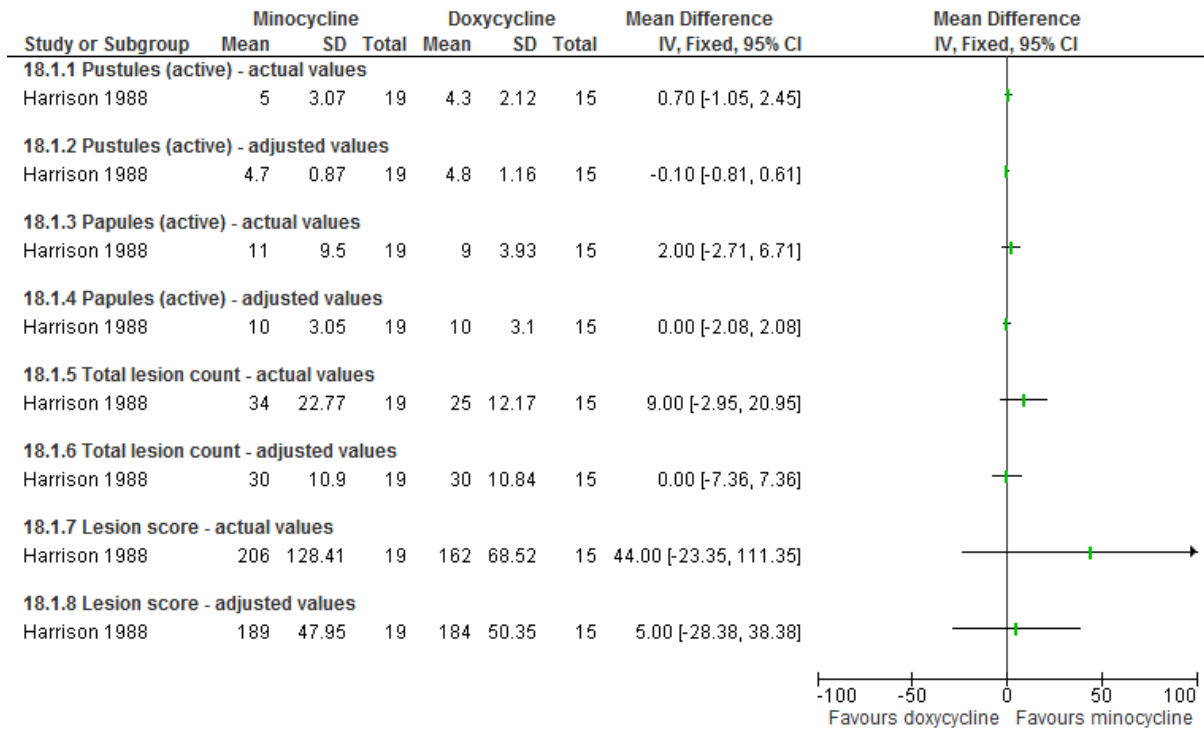 Minocycline Doxycycline Mean Difference Mean Difference
Study or Subgroup Mean SD Total Mean SD Total IV, Fixed, 95% CI IV, Fixed, 95% CI
18.1.1 Pustules (active) - actual values
Harrison 1988 5 3.07 19 4.3 2.12 15 0.70 [-1.05, 2.45]
18.1.2 Pustules (active) - adjusted values
Harrison 1988 4.7 0.87 19 4.8 1.16 15 -0.10 [-0.81, 0.61]
18.1.3 Papules (active) - actual values
Harrison 1988 11 9.5 19 9 3.93 15 2.00 [-2.71, 6.71]
18.1.4 Papules (active) - adjusted values
Harrison 1988 10 3.05 19 10 3.1 15 0.00 [-2.08, 2.08]
18.1.5 Total lesion count - actual values
Harrison 1988 34 22.77 19 25 12.17 15 9.00 [-2.95, 20.95]
18.1.6 Total lesion count - adjusted values
Harrison 1988 30 10.9 19 30 10.84 15 0.00 [-7.36, 7.36]
18.1.7 Lesion score - actual values
Harrison 1988 206 128.41 19 162 68.52 15 44.00 [-23.35, 111.35]
18.1.8 Lesion score - adjusted values
Harrison 1988 189 47.95 19 184 50.35 15 5.00 [-28.38, 38.38]
-100 -50 0 50 100
Favours doxycycline Favours minocycline